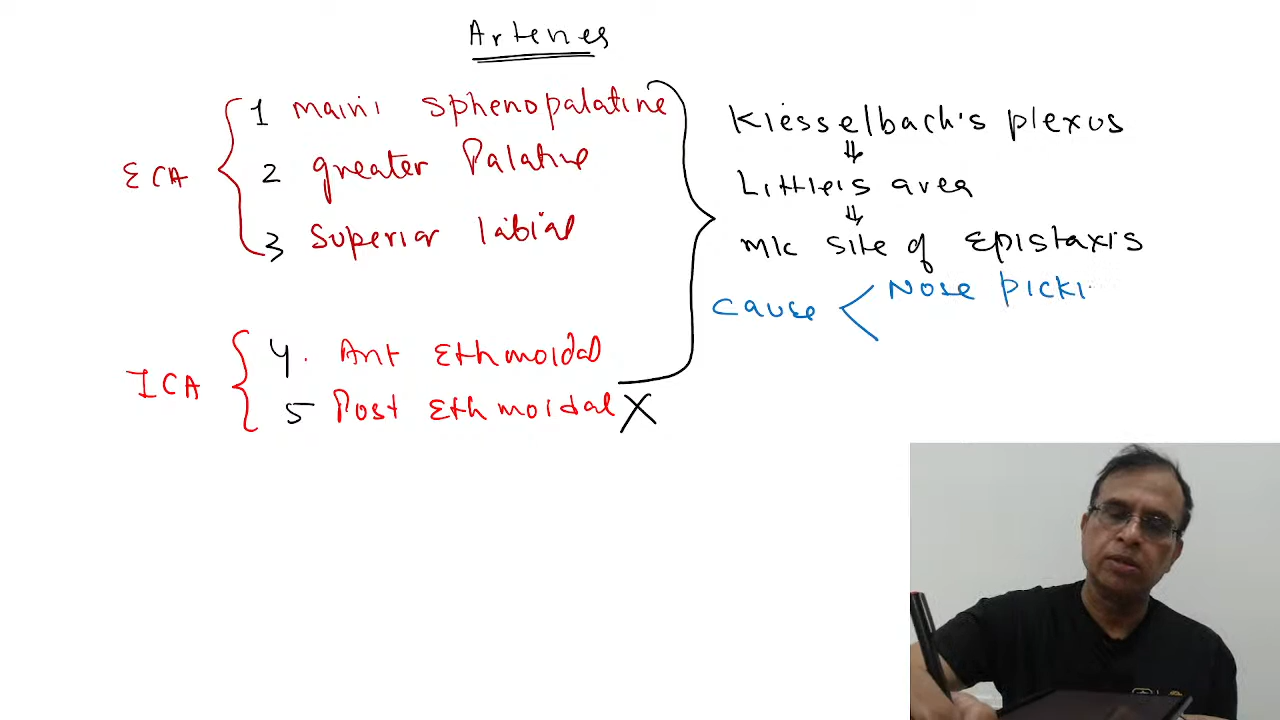 Arteries
ECA
1 main: sphenopalatine
2 greater Palatine
3 superior labial
ICA
4. Ant Ethmoidal
5 Post Ethmoidal X
Kiesselbach's plexus
⇓
Little's area
⇓
m/c site of Epistaxis
cause
Nose picki